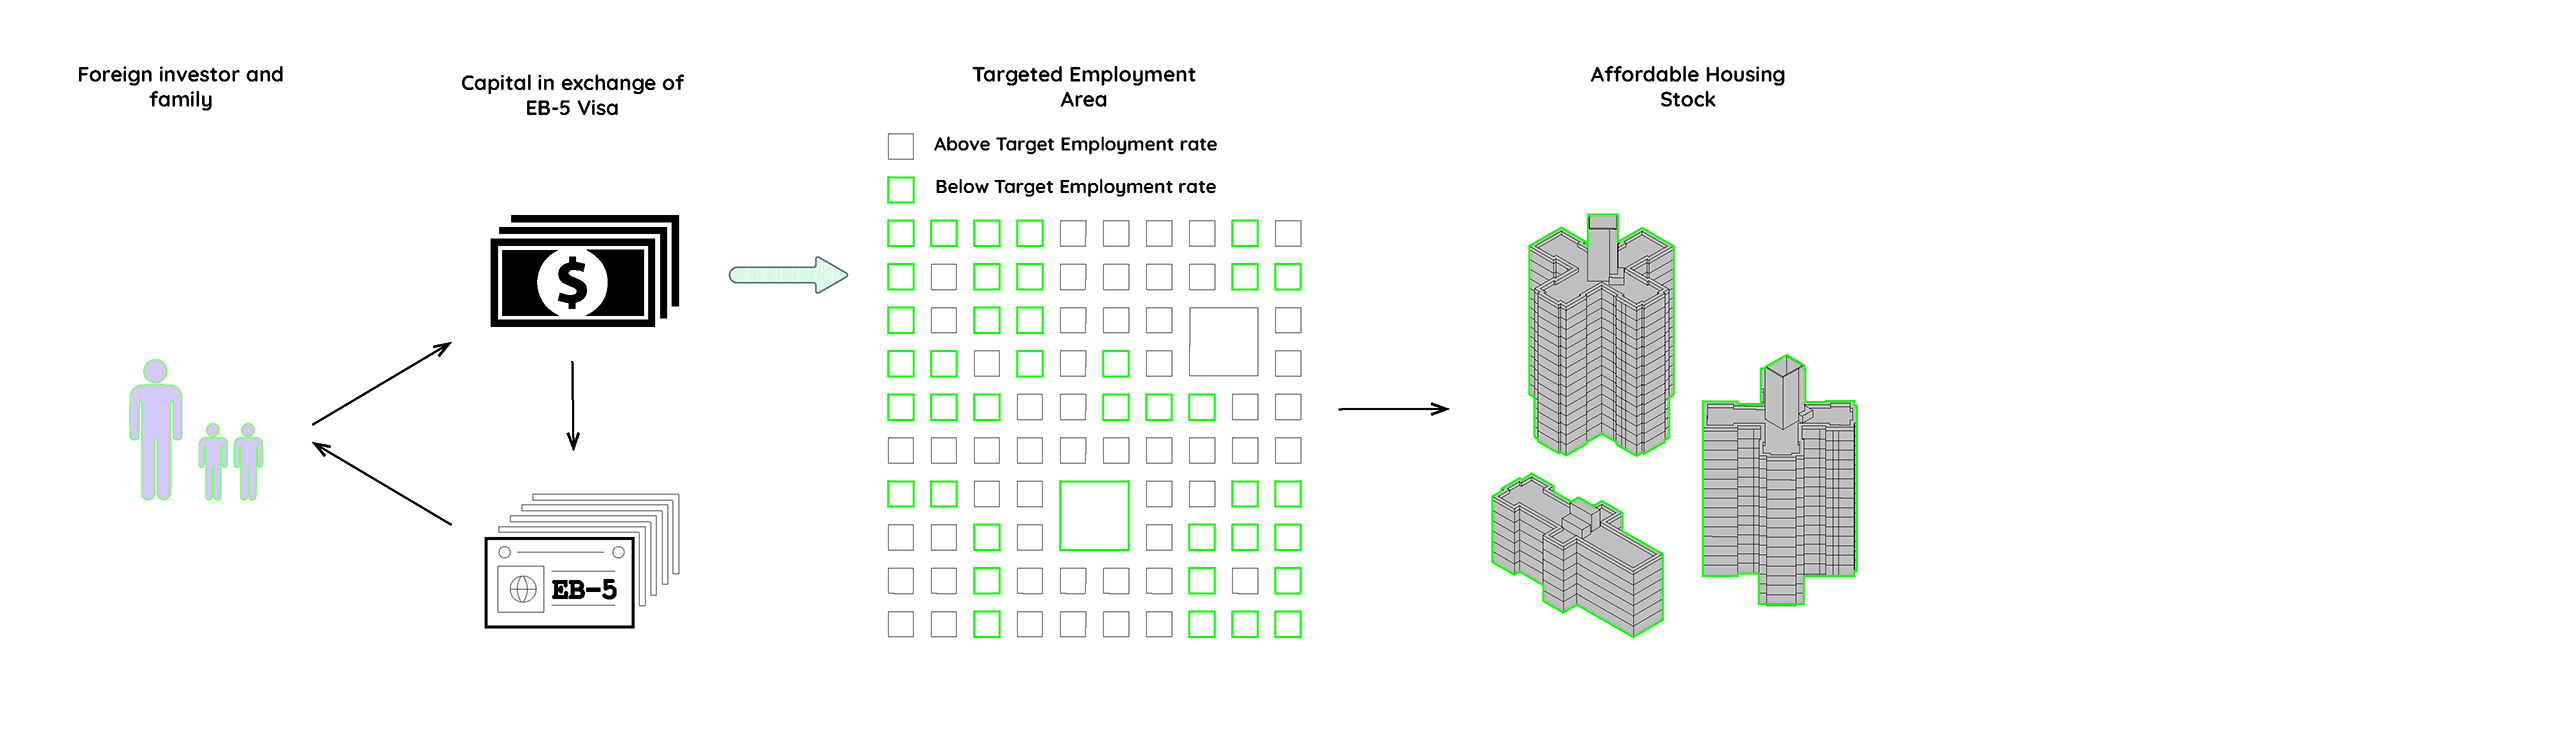 Foreign investor and
family
Capital in exchange of
EB-5 Visa
Targeted Employment
Area
Above Target Employment rate
Below Target Employment rate
Affordable Housing
Stock
$
EB-5